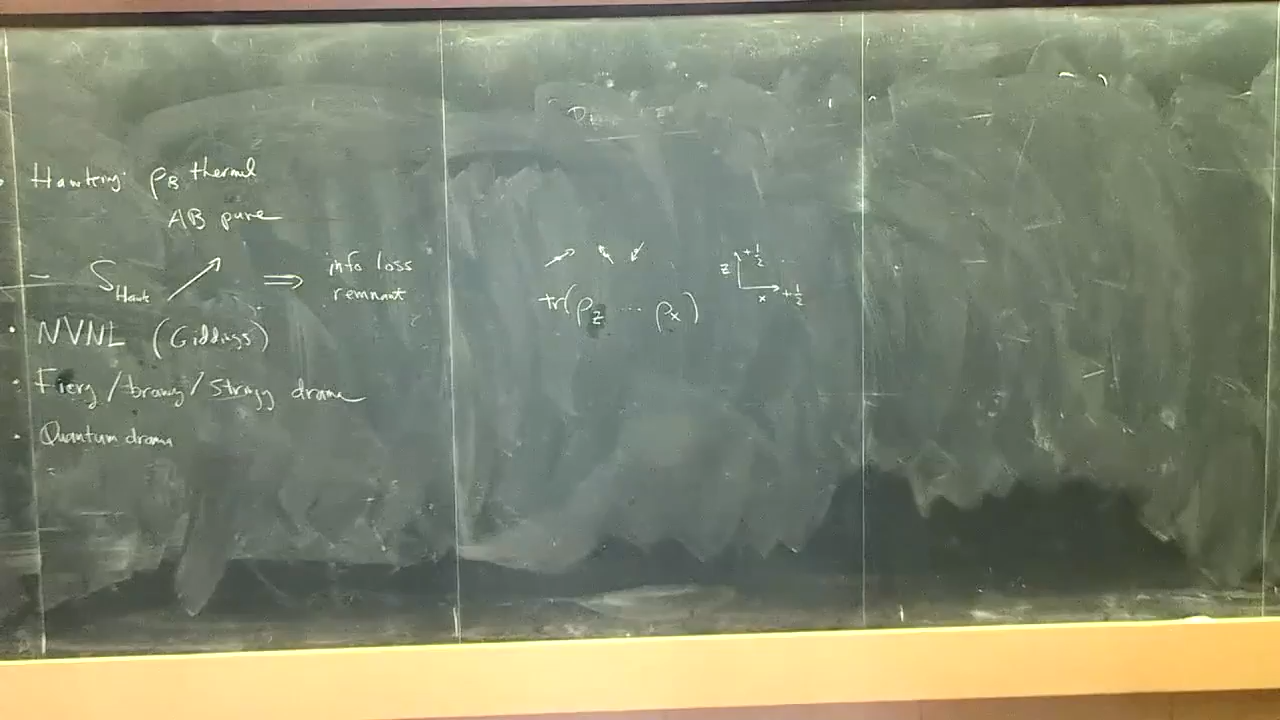 Hawking: ρ_B thermal
AB pure
S_Hawk ↗ ⟹ info loss
remnant
• NVNL (Giddings)
• Fiery/brany/stringy drama
• Quantum drama
tr(ρ_z ... ρ_x)
z +1/2
x +1/2